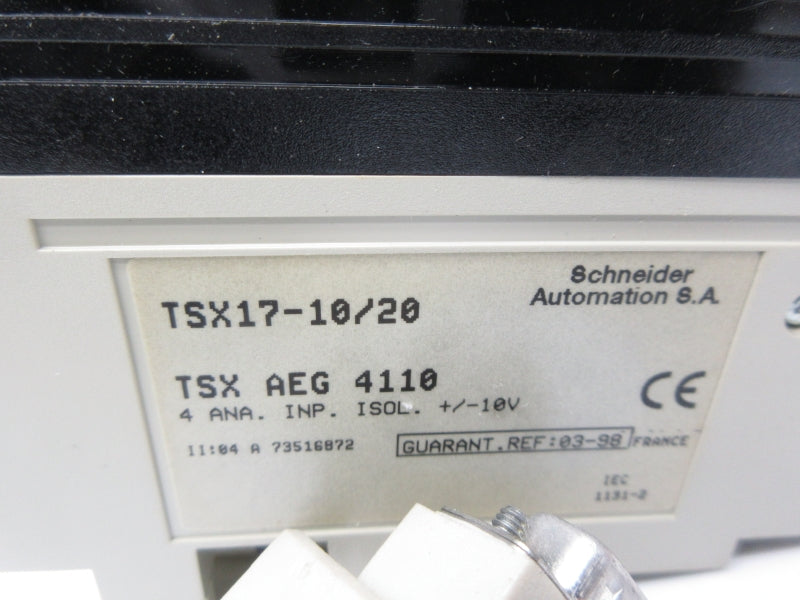 Schneider
Automation S.A.
TSX17-10/20
TSX AEG 4110
4 ANA. INP. ISOL. +/-10V
CE
II:04 A 73516872
GUARANT.REF:03-98
FRANCE
IEC
1131-2